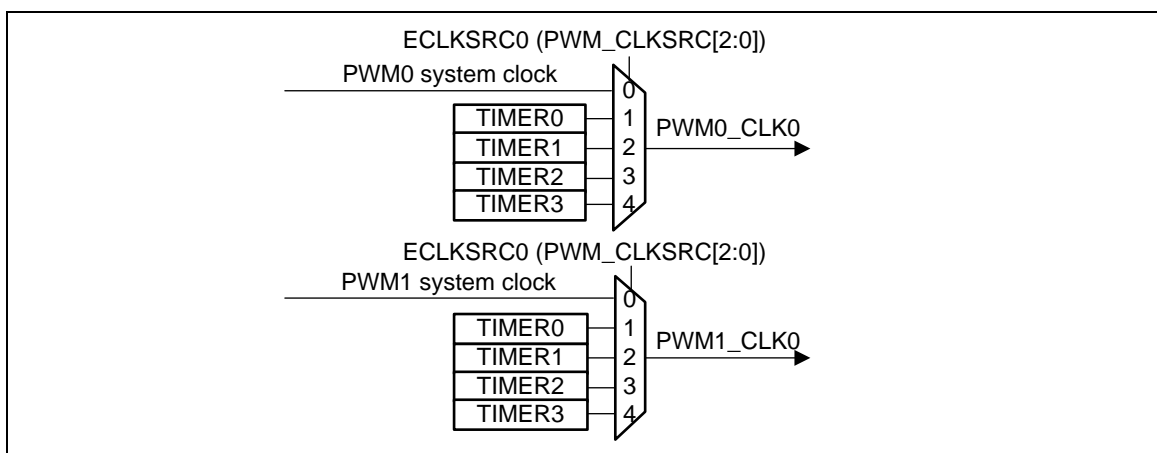 ECLKSRC0 (PWM_CLKSRC[2:0])
PWM0 system clock
0
TIMER0
1
PWM0_CLK0
TIMER1
2
TIMER2
3
TIMER3
4
ECLKSRC0 (PWM_CLKSRC[2:0])
PWM1 system clock
0
TIMER0
1
PWM1_CLK0
TIMER1
2
TIMER2
3
TIMER3
4